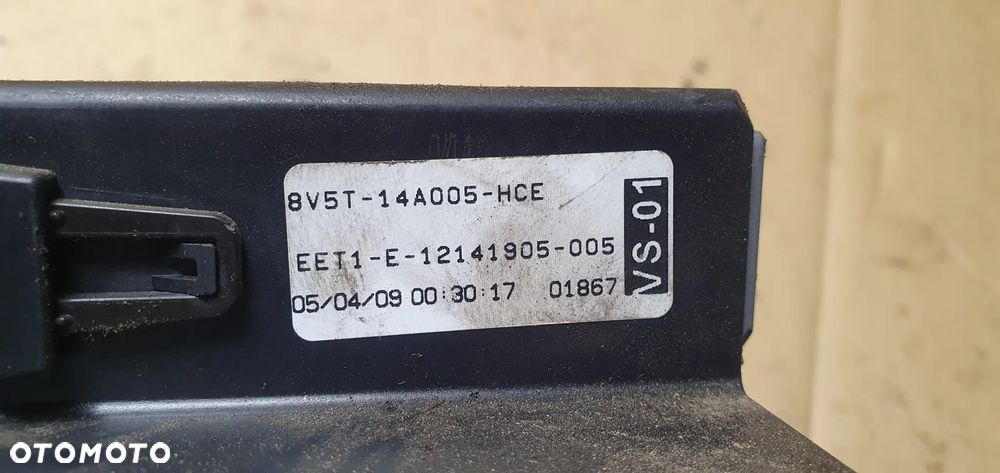 8V5T-14A005-HCE
EET1-E-12141905-005
05/04/09 00:30:17 01867
VS-01
OTOMOTO